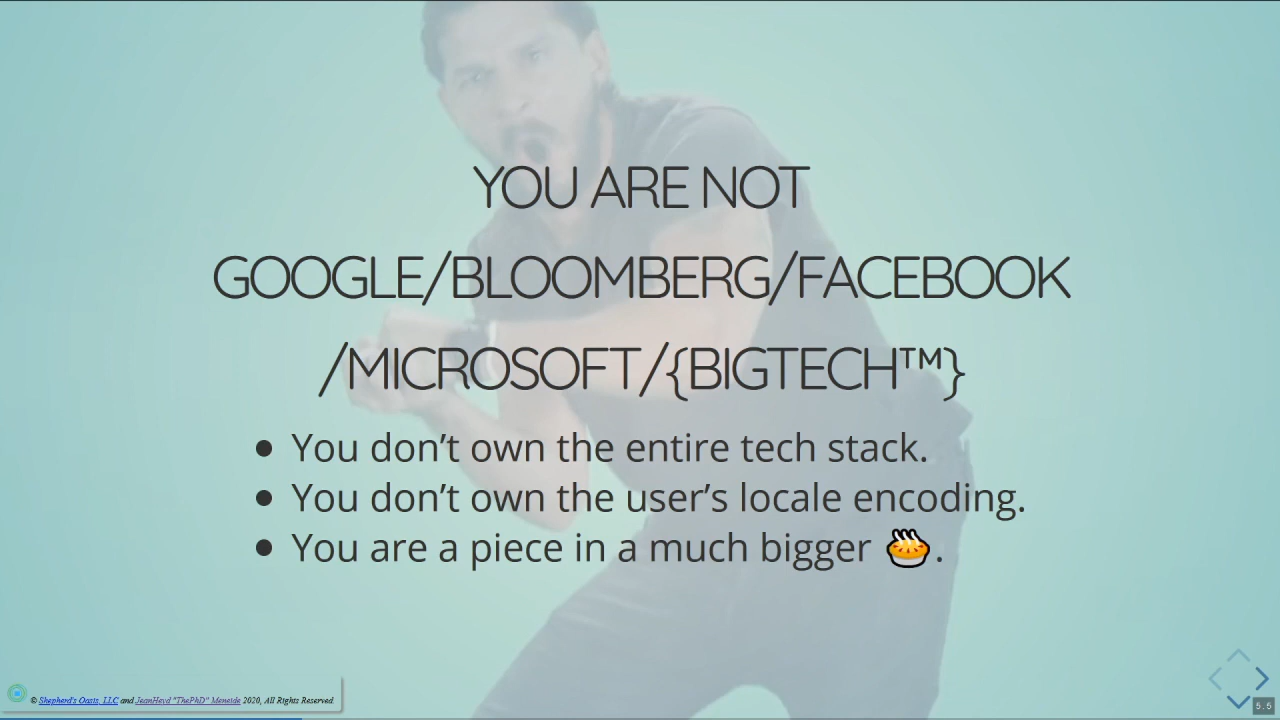 YOU ARE NOT
GOOGLE/BLOOMBERG/FACEBOOK
/MICROSOFT/{BIGTECH™}
• You don’t own the entire tech stack.
• You don’t own the user’s locale encoding.
• You are a piece in a much bigger 🥧.
© Shepherd's Oasis, LLC and JeanHeyd "ThePhD" Meneide 2020, All Rights Reserved
5.5